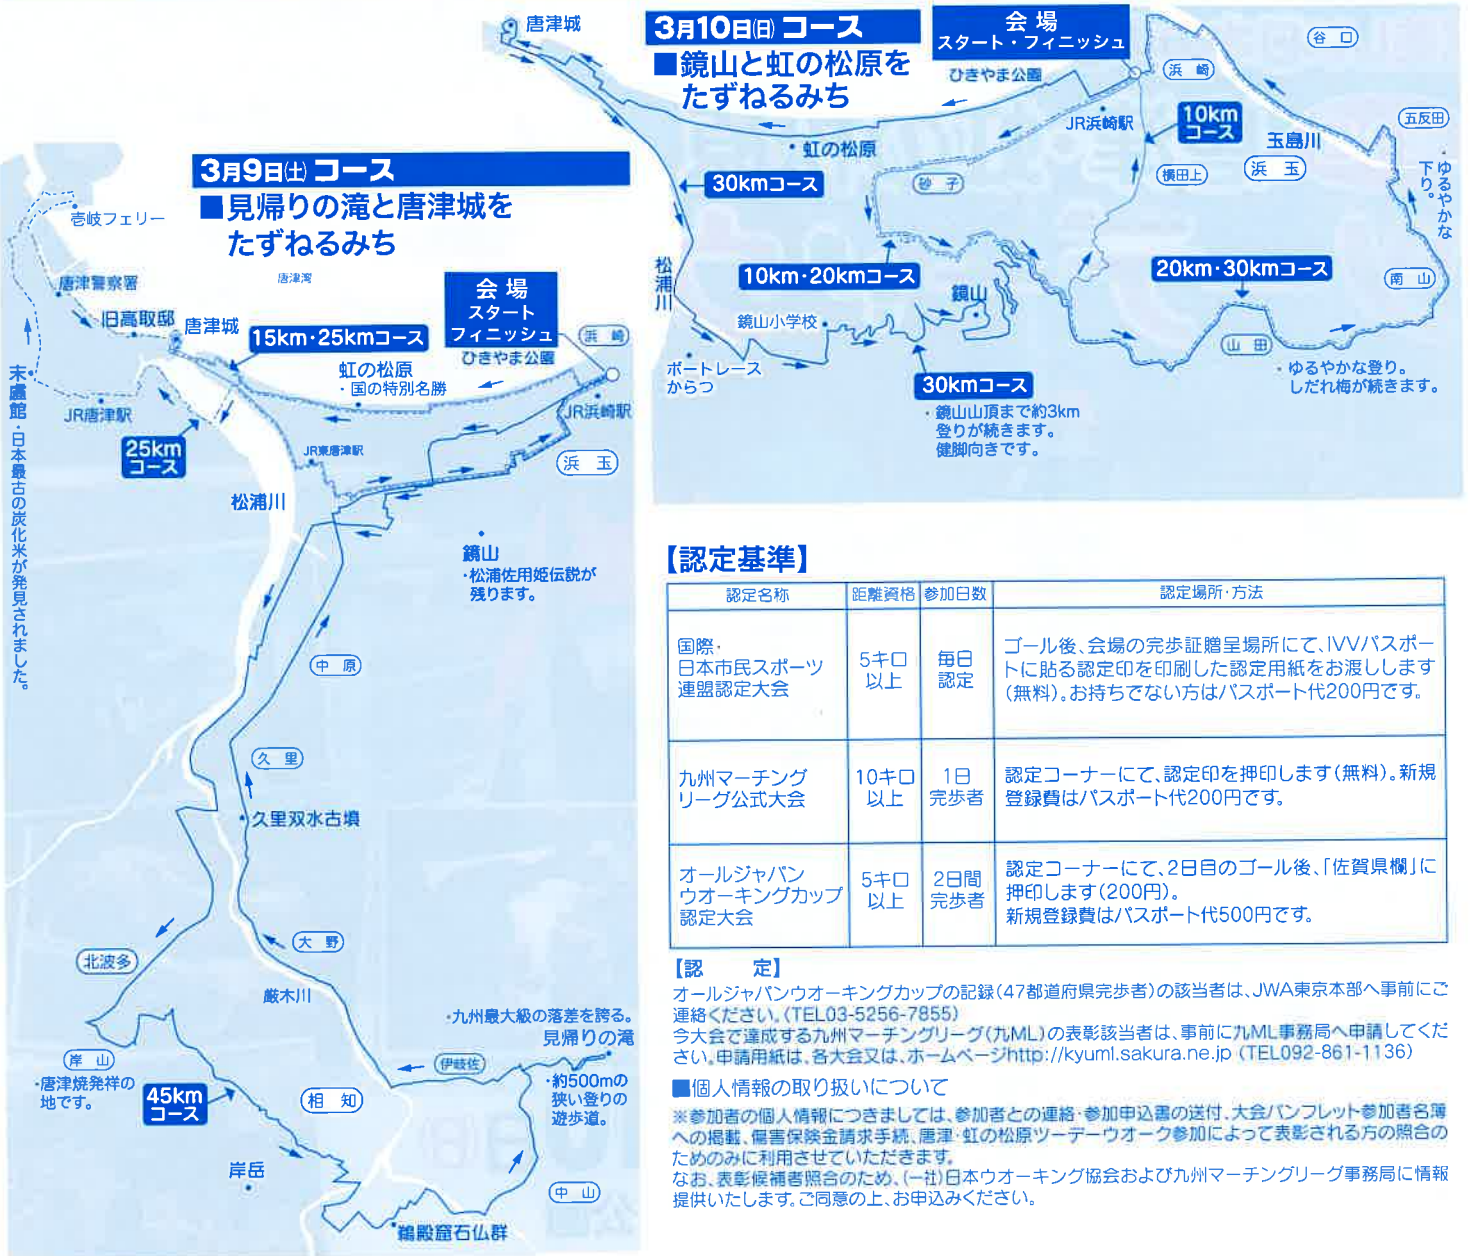 3月9日(土) コース
■見帰りの滝と唐津城を
たずねるみち
壱岐フェリー
唐津湾
唐津警察署
旧高取邸
唐津城
15km・25kmコース
会 場
スタート
フィニッシュ
ひきやま公園
浜 崎
虹の松原
・国の特別名勝
JR唐津駅
JR浜崎駅
25km
コース
JR東唐津駅
浜 玉
松浦川
末盧館・日本最古の炭化米が発見されました。
鏡山
・松浦佐用姫伝説が
残ります。
中 原
久 里
久里双水古墳
大 野
北波多
厳木川
・九州最大級の落差を誇る。
見帰りの滝
伊岐佐
・約500mの
狭い登りの
遊歩道。
岸 山
・唐津焼発祥の
地です。
45km
コース
相 知
岸岳
中 山
鵜殿窟石仏群
唐津城
3月10日(日) コース
■鏡山と虹の松原を
たずねるみち
会 場
スタート・フィニッシュ
ひきやま公園
浜 崎
谷 口
JR浜崎駅
10km
コース
五反田
玉島川
虹の松原
30kmコース
砂 子
横田上
浜 玉
・ゆるやかな
下り。
松浦川
10km・20kmコース
20km・30kmコース
南 山
鏡山
鏡山小学校
山 田
ボートレース
からつ
30kmコース
・ゆるやかな登り。
しだれ梅が続きます。
・鏡山山頂まで約3km
登りが続きます。
健脚向きです。
【認定基準】
認定名称 距離資格 参加日数 認定場所・方法
国際・
日本市民スポーツ
連盟認定大会
5キロ
以上
毎日
認定
ゴール後、会場の完歩証贈呈場所にて、IVVパスポー
トに貼る認定印を印刷した認定用紙をお渡しします
(無料)。お持ちでない方はパスポート代200円です。
九州マーチング
リーグ公式大会
10キロ
以上
1日
完歩者
認定コーナーにて、認定印を押印します(無料)。新規
登録費はパスポート代200円です。
オールジャパン
ウオーキングカップ
認定大会
5キロ
以上
2日間
完歩者
認定コーナーにて、2日目のゴール後、「佐賀県欄」に
押印します(200円)。
新規登録費はパスポート代500円です。
【認 定】
オールジャパンウオーキングカップの記録(47都道府県完歩者)の該当者は、JWA東京本部へ事前にご
連絡ください。(TEL03-5256-7855)
今大会で達成する九州マーチングリーグ(九ML)の表彰該当者は、事前に九ML事務局へ申請してくだ
さい。申請用紙は、各大会又は、ホームページhttp://kyuml.sakura.ne.jp (TEL092-861-1136)
■個人情報の取り扱いについて
※参加者の個人情報につきましては、参加者との連絡・参加申込書の送付、大会パンフレット参加者名簿
への掲載、傷害保険金請求手続、唐津・虹の松原ツーデーウオーク参加によって表彰される方の照合の
ためのみに利用させていただきます。
なお、表彰候補者照合のため、(一社)日本ウオーキング協会および九州マーチングリーグ事務局に情報
提供いたします。ご同意の上、お申込みください。